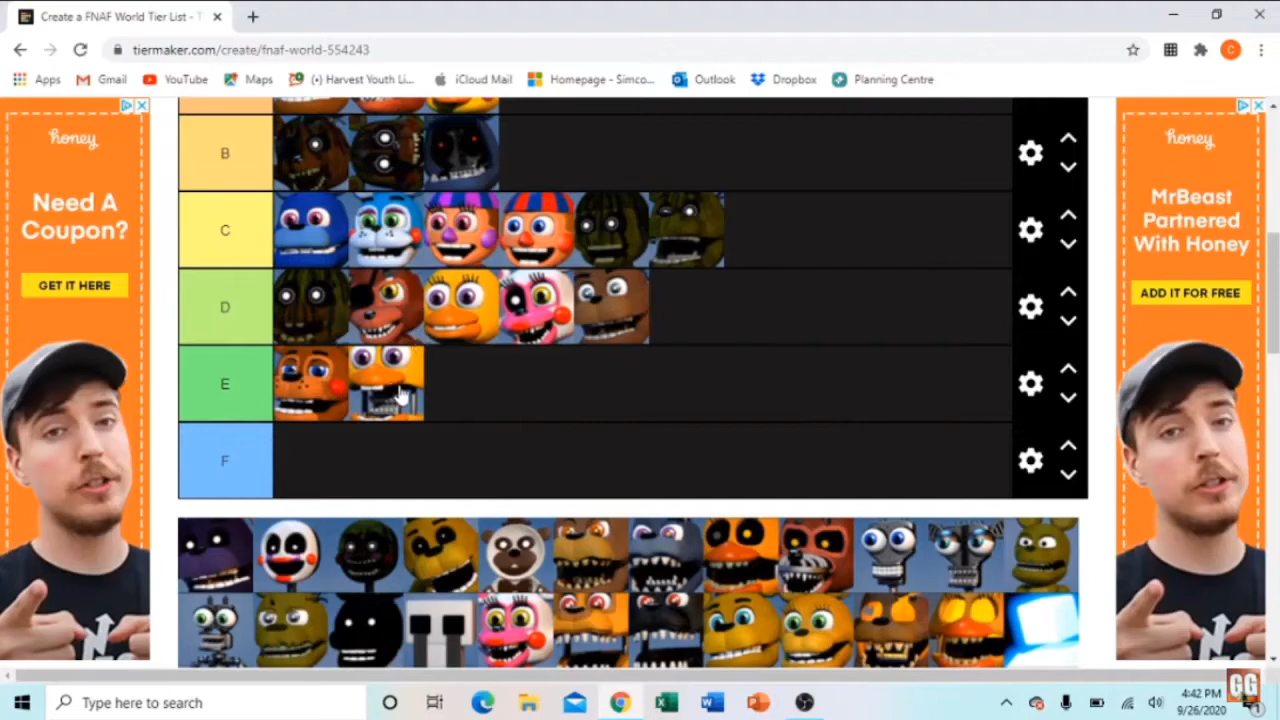 Create a FNAF World Tier List - T
tiermaker.com/create/fnaf-world-554243
C
Apps
Gmail
YouTube
Maps
(•) Harvest Youth Li...
iCloud Mail
Homepage - Simco...
Outlook
Dropbox
Planning Centre
honey
Need A
Coupon?
GET IT HERE
B
C
D
E
F
honey
MrBeast
Partnered
With Honey
ADD IT FOR FREE
Type here to search
4:42 PM
9/26/2020
GG
1